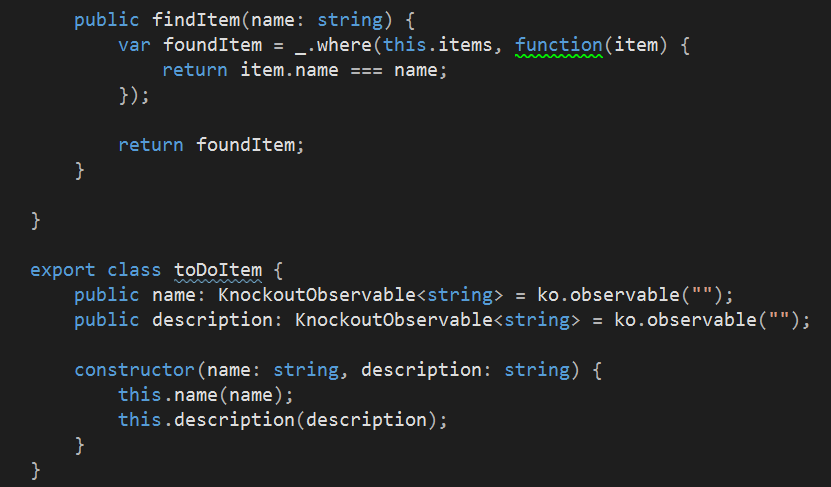 public findItem(name: string) {
var foundItem = _.where(this.items, function(item) {
return item.name === name;
});
return foundItem;
}
}
export class toDoItem {
public name: KnockoutObservable<string> = ko.observable("");
public description: KnockoutObservable<string> = ko.observable("");
constructor(name: string, description: string) {
this.name(name);
this.description(description);
}
}